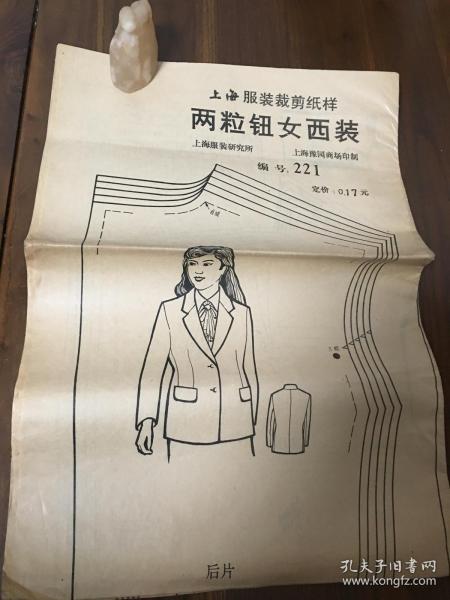 上海 服装裁剪纸样
两粒钮女西装
上海服装研究所 上海豫园商场印制
编号: 221
定价: 0.17 元
后片
孔夫子旧书网
www.kongfz.com